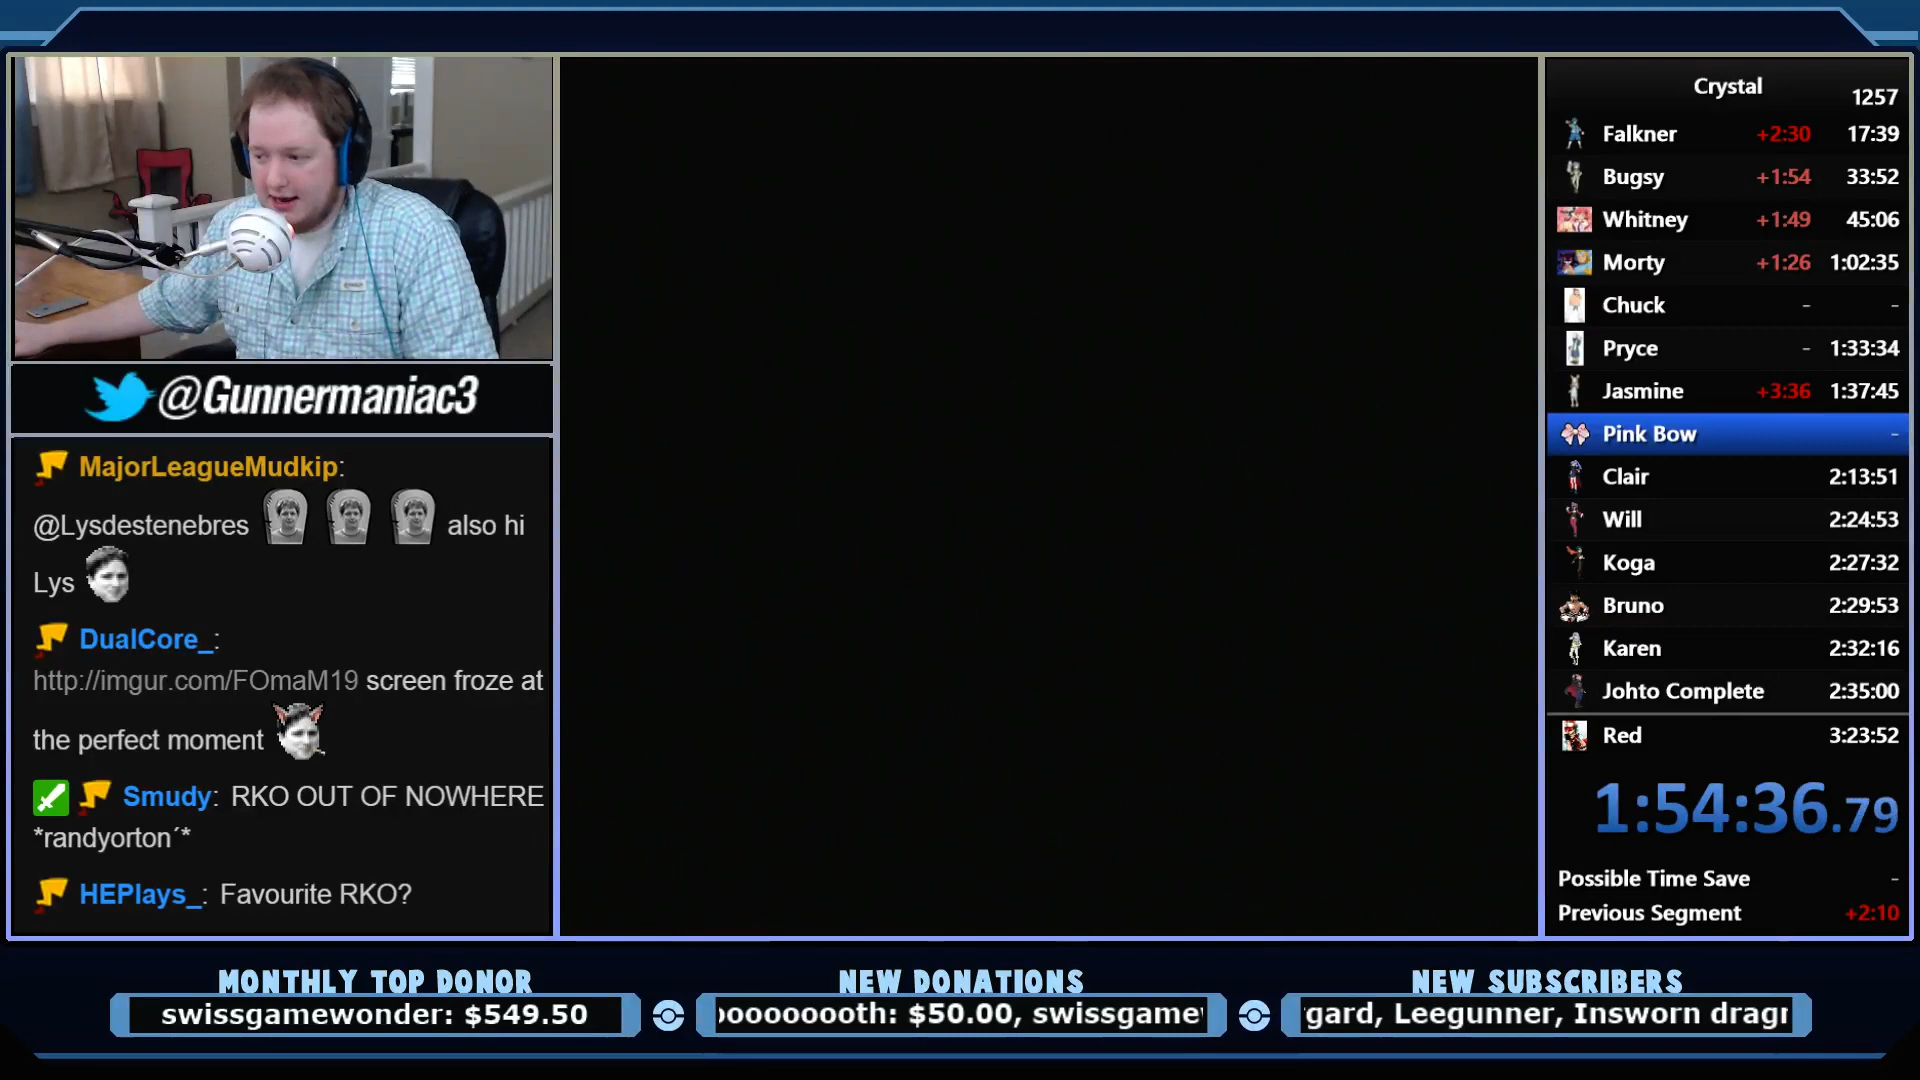 @Gunnermaniac3
MajorLeagueMudkip:
@Lysdestenebres also hi
Lys
DualCore_:
http://imgur.com/FOmaM19 screen froze at
the perfect moment
Smudy: RKO OUT OF NOWHERE
*randyorton´*
HEPlays_: Favourite RKO?
Crystal
1257
Falkner +2:30 17:39
Bugsy +1:54 33:52
Whitney +1:49 45:06
Morty +1:26 1:02:35
Chuck - -
Pryce - 1:33:34
Jasmine +3:36 1:37:45
Pink Bow -
Clair 2:13:51
Will 2:24:53
Koga 2:27:32
Bruno 2:29:53
Karen 2:32:16
Johto Complete 2:35:00
Red 3:23:52
1:54:36.79
Possible Time Save -
Previous Segment +2:10
MONTHLY TOP DONOR
swissgamewonder: $549.50
NEW DONATIONS
ooooooooth: $50.00, swissgamew
NEW SUBSCRIBERS
gard, Leegunner, Insworn dragr